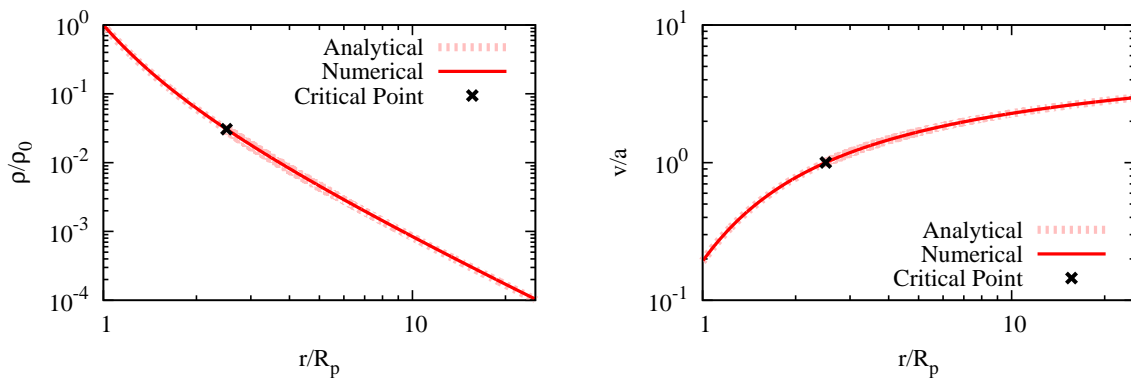 10^0
10^-1
10^-2
10^-3
10^-4
ρ/ρ_0
1
10
r/R_p
Analytical
Numerical
Critical Point
10^1
10^0
10^-1
v/a
1
10
r/R_p
Analytical
Numerical
Critical Point